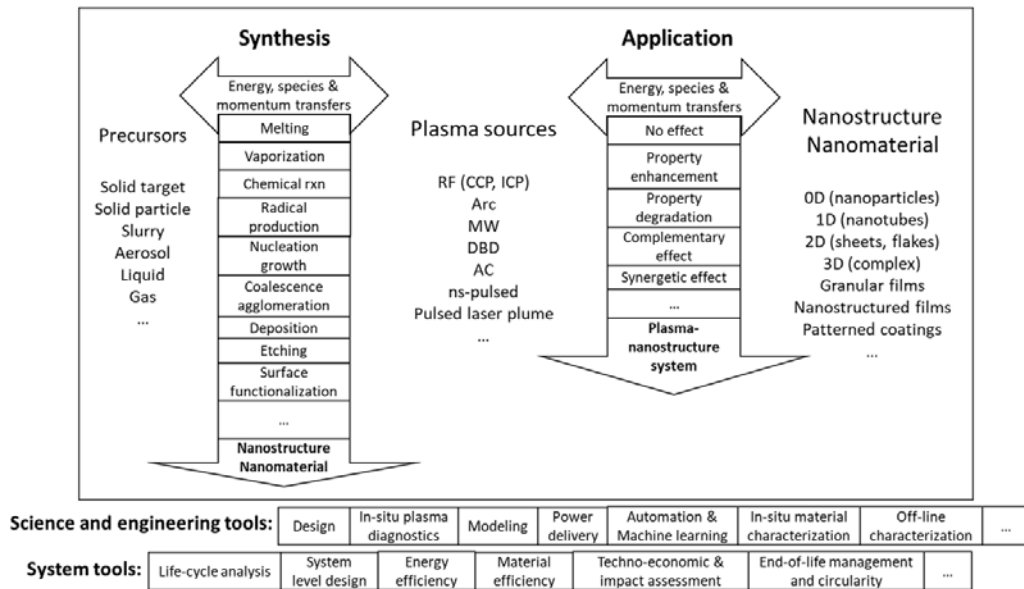 Synthesis
Energy, species &
momentum transfers
Precursors
Solid target
Solid particle
Slurry
Aerosol
Liquid
Gas
...
Melting
Vaporization
Chemical rxn
Radical
production
Nucleation
growth
Coalescence
agglomeration
Deposition
Etching
Surface
functionalization
...
Nanostructure
Nanomaterial
Plasma sources
RF (CCP, ICP)
Arc
MW
DBD
AC
ns-pulsed
Pulsed laser plume
...
Application
Energy, species &
momentum transfers
No effect
Property
enhancement
Property
degradation
Complementary
effect
Synergetic effect
...
Plasma-
nanostructure
system
Nanostructure
Nanomaterial
0D (nanoparticles)
1D (nanotubes)
2D (sheets, flakes)
3D (complex)
Granular films
Nanostructured films
Patterned coatings
...
Science and engineering tools:
Design
In-situ plasma
diagnostics
Modeling
Power
delivery
Automation &
Machine learning
In-situ material
characterization
Off-line
characterization
...
System tools:
Life-cycle analysis
System
level design
Energy
efficiency
Material
efficiency
Techno-economic &
impact assessment
End-of-life management
and circularity
...